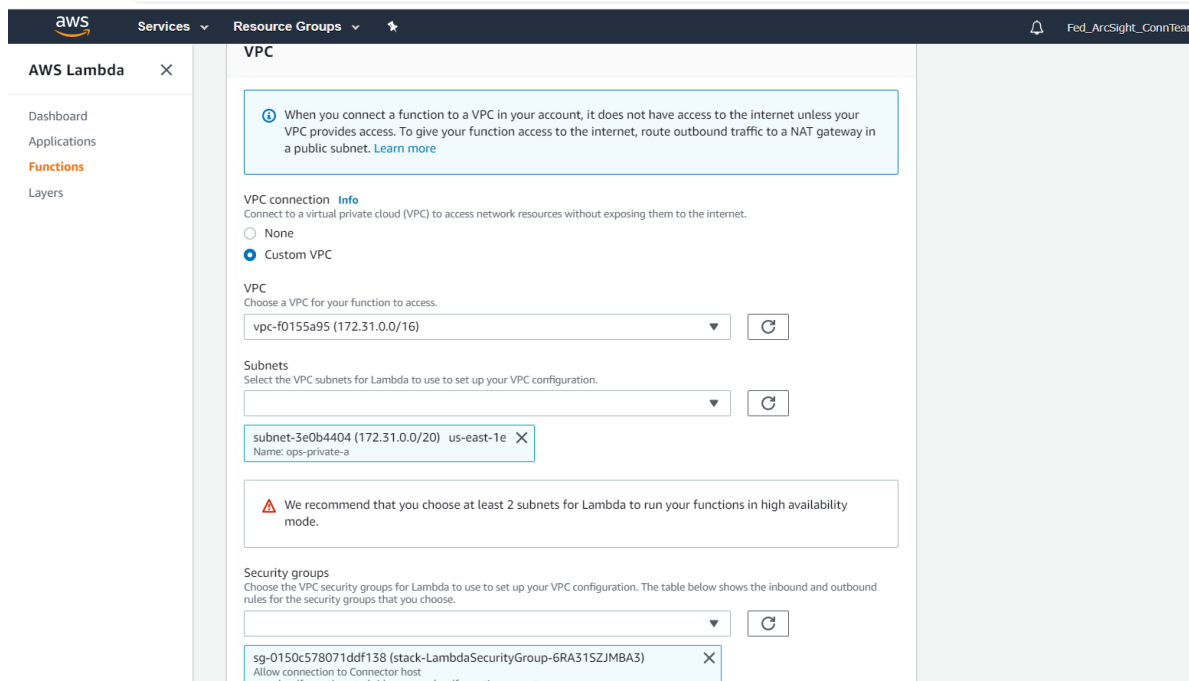 aws Services Resource Groups Fed_ArcSight_ConnTear
AWS Lambda
Dashboard
Applications
Functions
Layers
VPC
When you connect a function to a VPC in your account, it does not have access to the internet unless your
VPC provides access. To give your function access to the internet, route outbound traffic to a NAT gateway in
a public subnet. Learn more
VPC connection Info
Connect to a virtual private cloud (VPC) to access network resources without exposing them to the internet.
None
Custom VPC
VPC
Choose a VPC for your function to access.
vpc-f0155a95 (172.31.0.0/16)
Subnets
Select the VPC subnets for Lambda to use to set up your VPC configuration.
subnet-3e0b4404 (172.31.0.0/20) us-east-1e
Name: ops-private-a
We recommend that you choose at least 2 subnets for Lambda to run your functions in high availability
mode.
Security groups
Choose the VPC security groups for Lambda to use to set up your VPC configuration. The table below shows the inbound and outbound
rules for the security groups that you choose.
sg-0150c578071ddf138 (stack-LambdaSecurityGroup-6RA31SZJMBA3)
Allow connection to Connector host